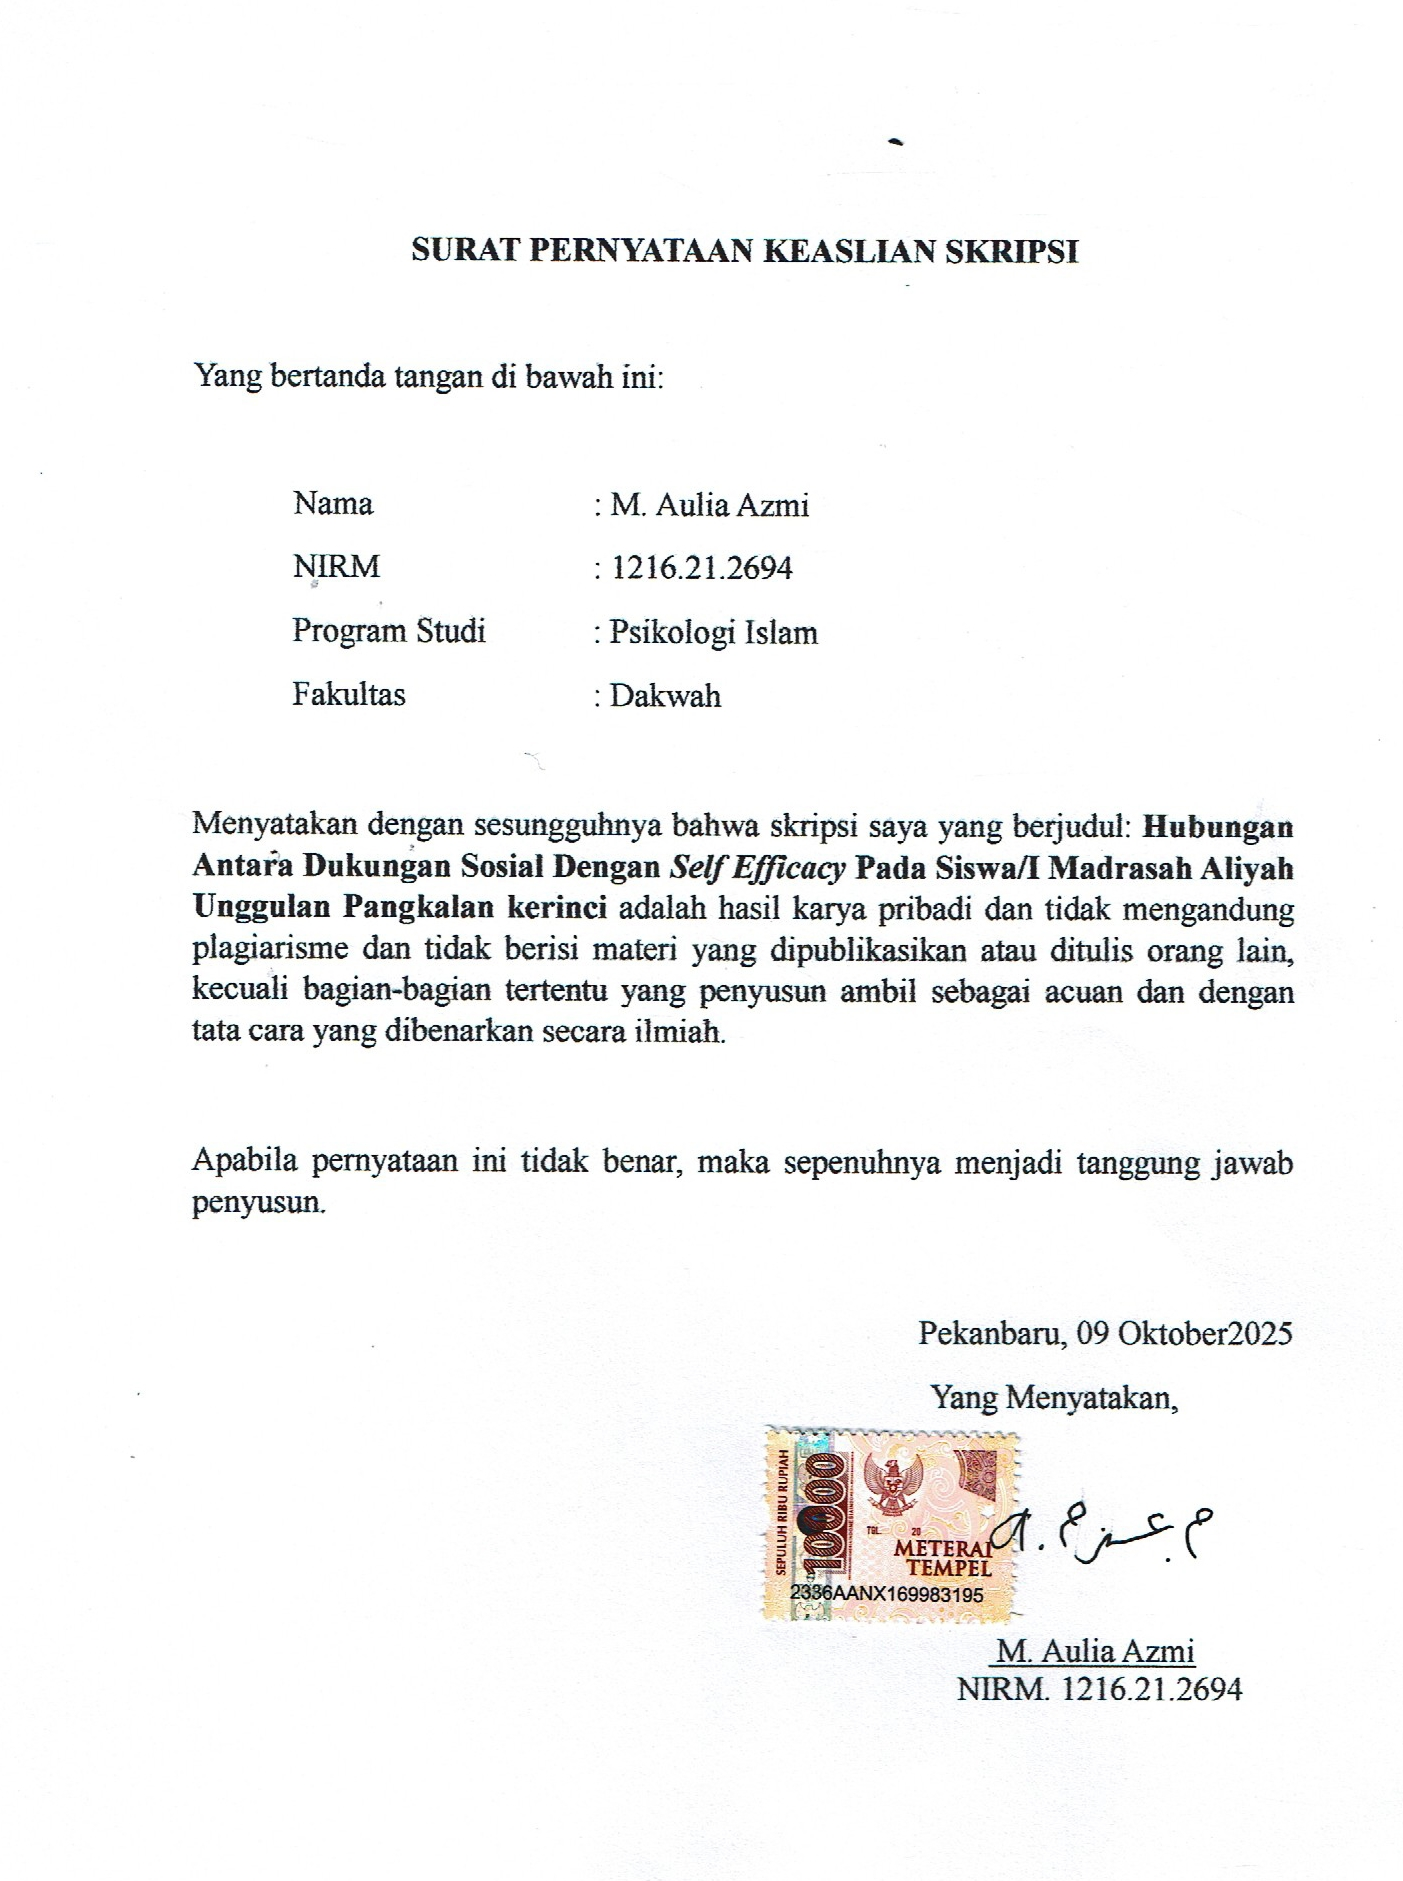 SURAT PERNYATAAN KEASLIAN SKRIPSI
Yang bertanda tangan di bawah ini:
Nama : M. Aulia Azmi
NIRM : 1216.21.2694
Program Studi : Psikologi Islam
Fakultas : Dakwah
Menyatakan dengan sesungguhnya bahwa skripsi saya yang berjudul: Hubungan
Antara Dukungan Sosial Dengan Self Efficacy Pada Siswa/I Madrasah Aliyah
Unggulan Pangkalan kerinci adalah hasil karya pribadi dan tidak mengandung
plagiarisme dan tidak berisi materi yang dipublikasikan atau ditulis orang lain,
kecuali bagian-bagian tertentu yang penyusun ambil sebagai acuan dan dengan
tata cara yang dibenarkan secara ilmiah.
Apabila pernyataan ini tidak benar, maka sepenuhnya menjadi tanggung jawab
penyusun.
Pekanbaru, 09 Oktober2025
Yang Menyatakan,
SEPULUH RIBU RUPIAH
10000
TGL. 20
METERAI
TEMPEL
2336AANX169983195
M. Aulia Azmi
NIRM. 1216.21.2694